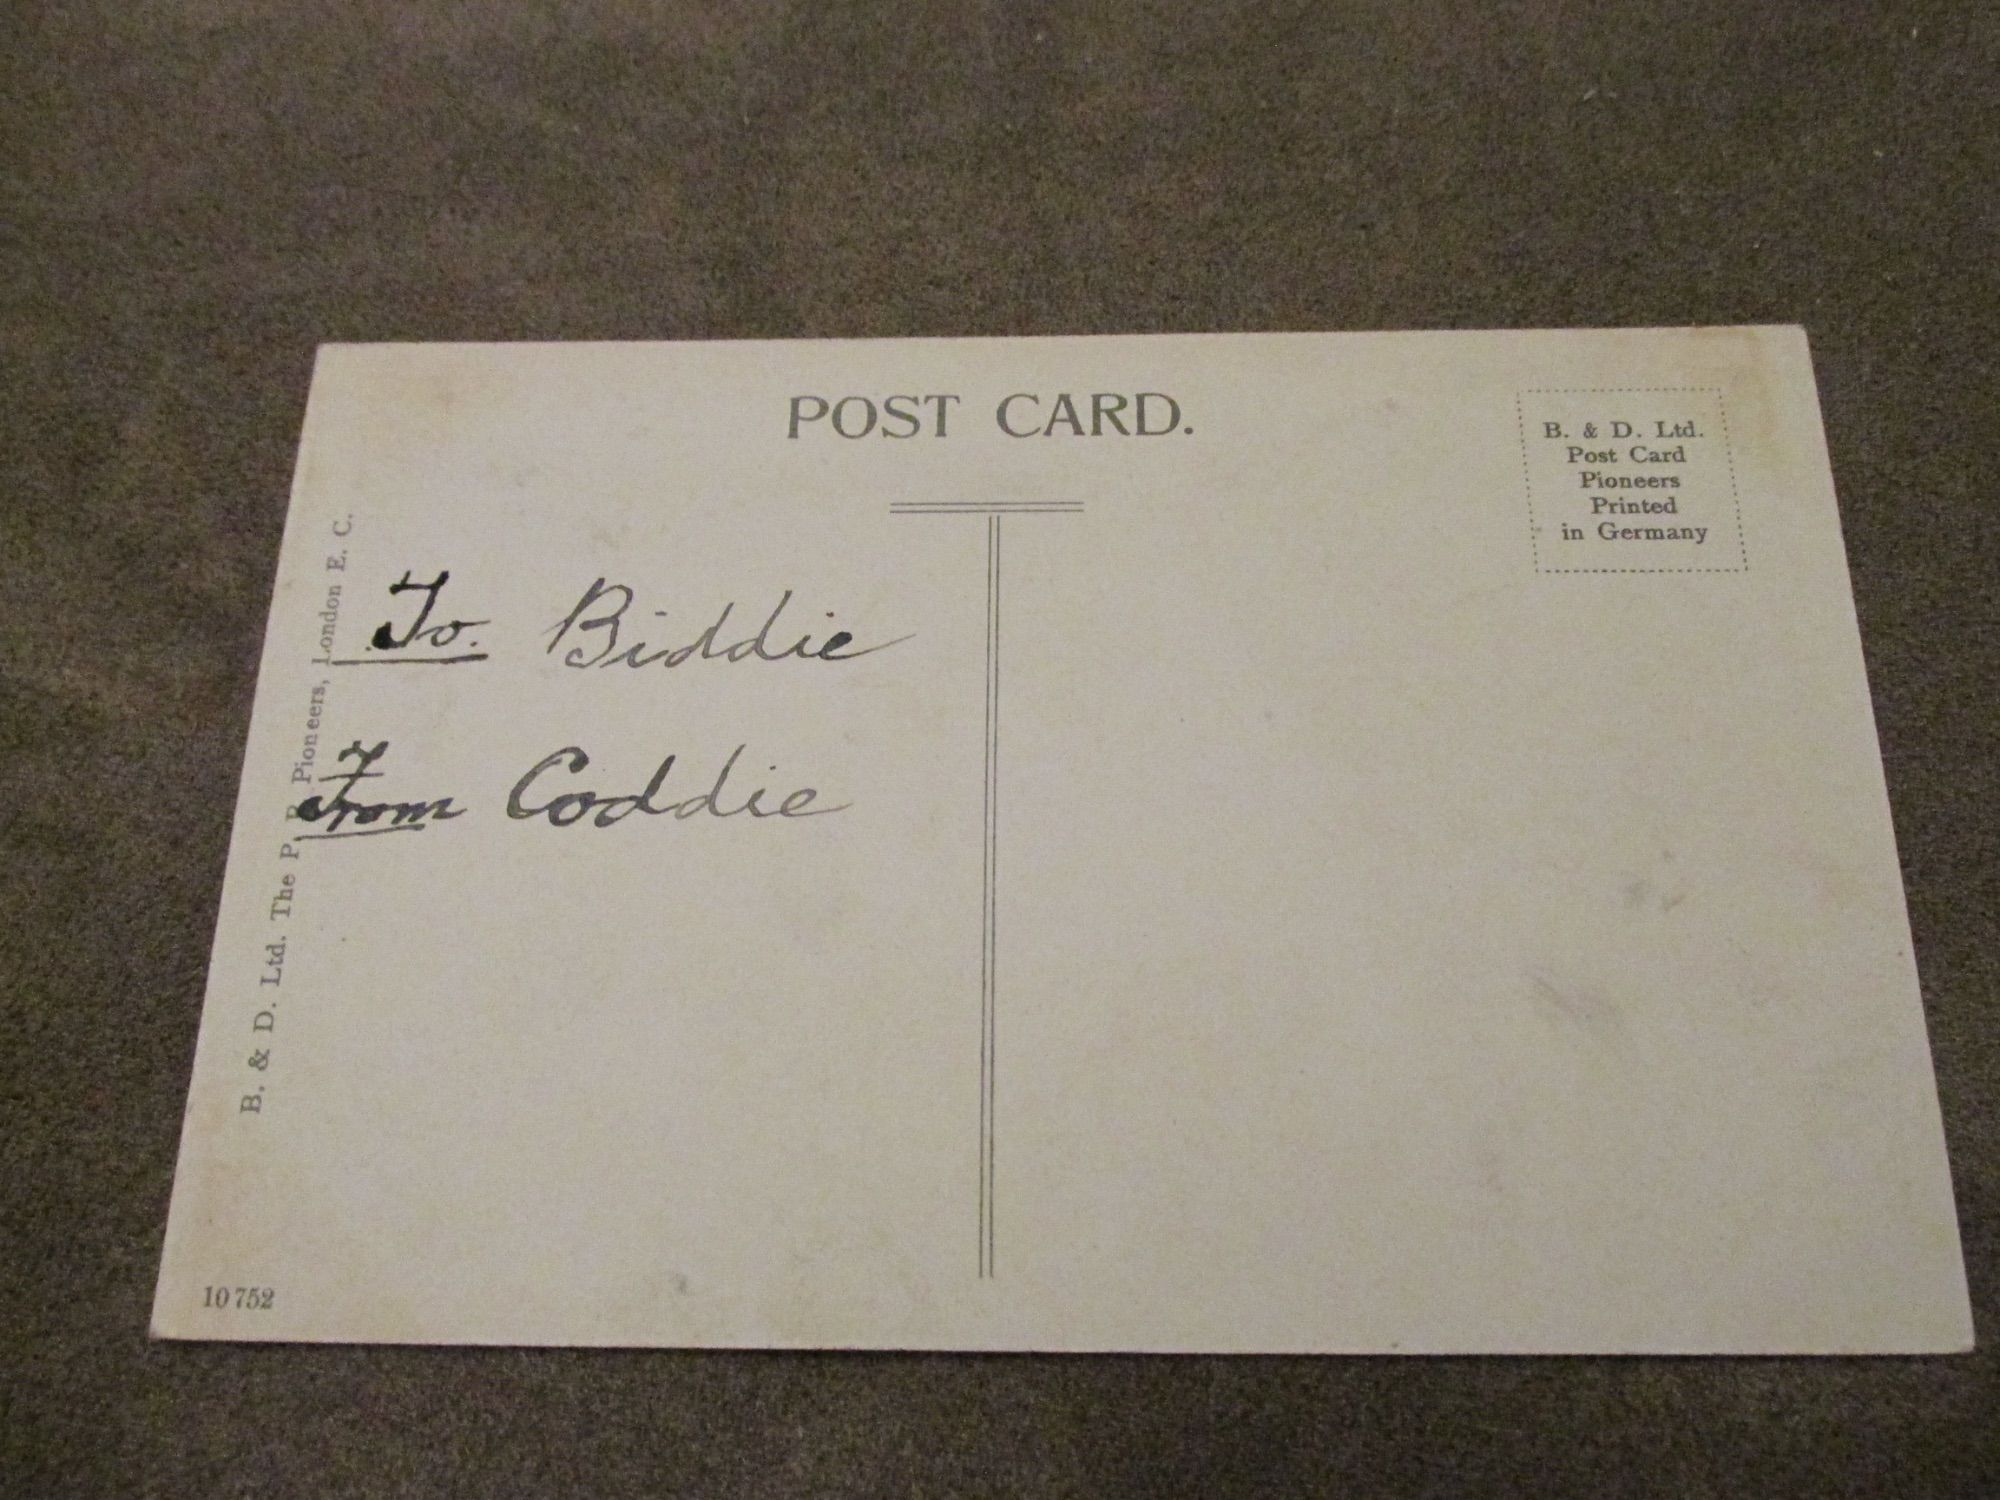 POST CARD.
B. & D. Ltd.
Post Card
Pioneers
Printed
in Germany
B. & D. Ltd. The P. P. Pioneers, London E. C.
To. Biddie
From Coddie
10752